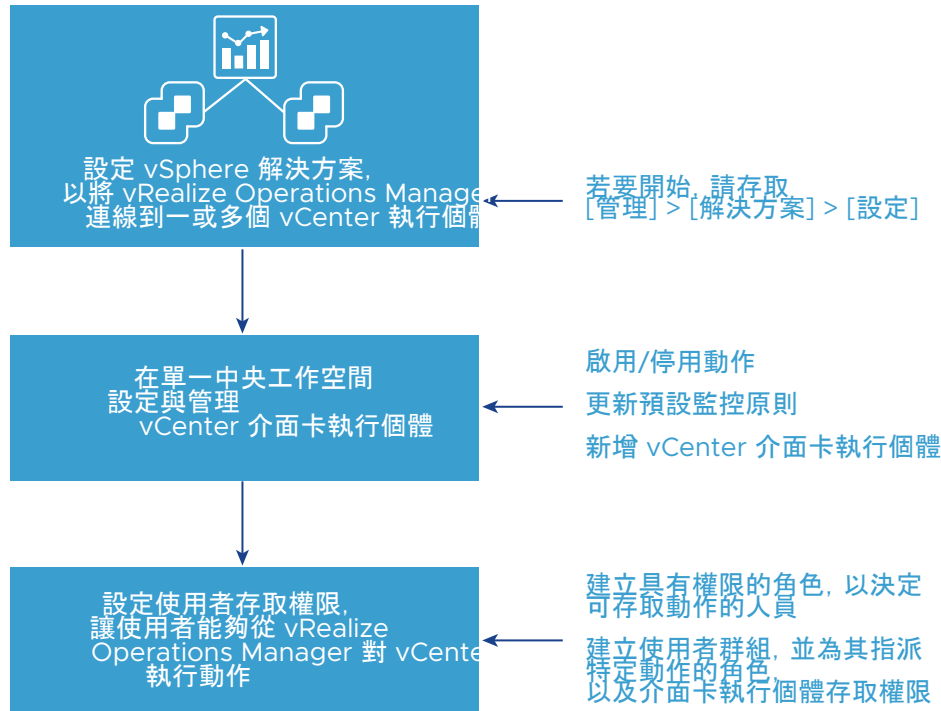 設定 vSphere 解決方案,
以將 vRealize Operations Manage
連線到一或多個 vCenter 執行個體
若要開始, 請存取
[管理] > [解決方案] > [設定]
在單一中央工作空間
設定與管理
vCenter 介面卡執行個體
啟用/停用動作
更新預設監控原則
新增 vCenter 介面卡執行個體
設定使用者存取權限,
讓使用者能夠從 vRealize
Operations Manager 對 vCente
執行動作
建立具有權限的角色, 以決定
可存取動作的人員
建立使用者群組, 並為其指派
特定動作的角色,
以及介面卡執行個體存取權限